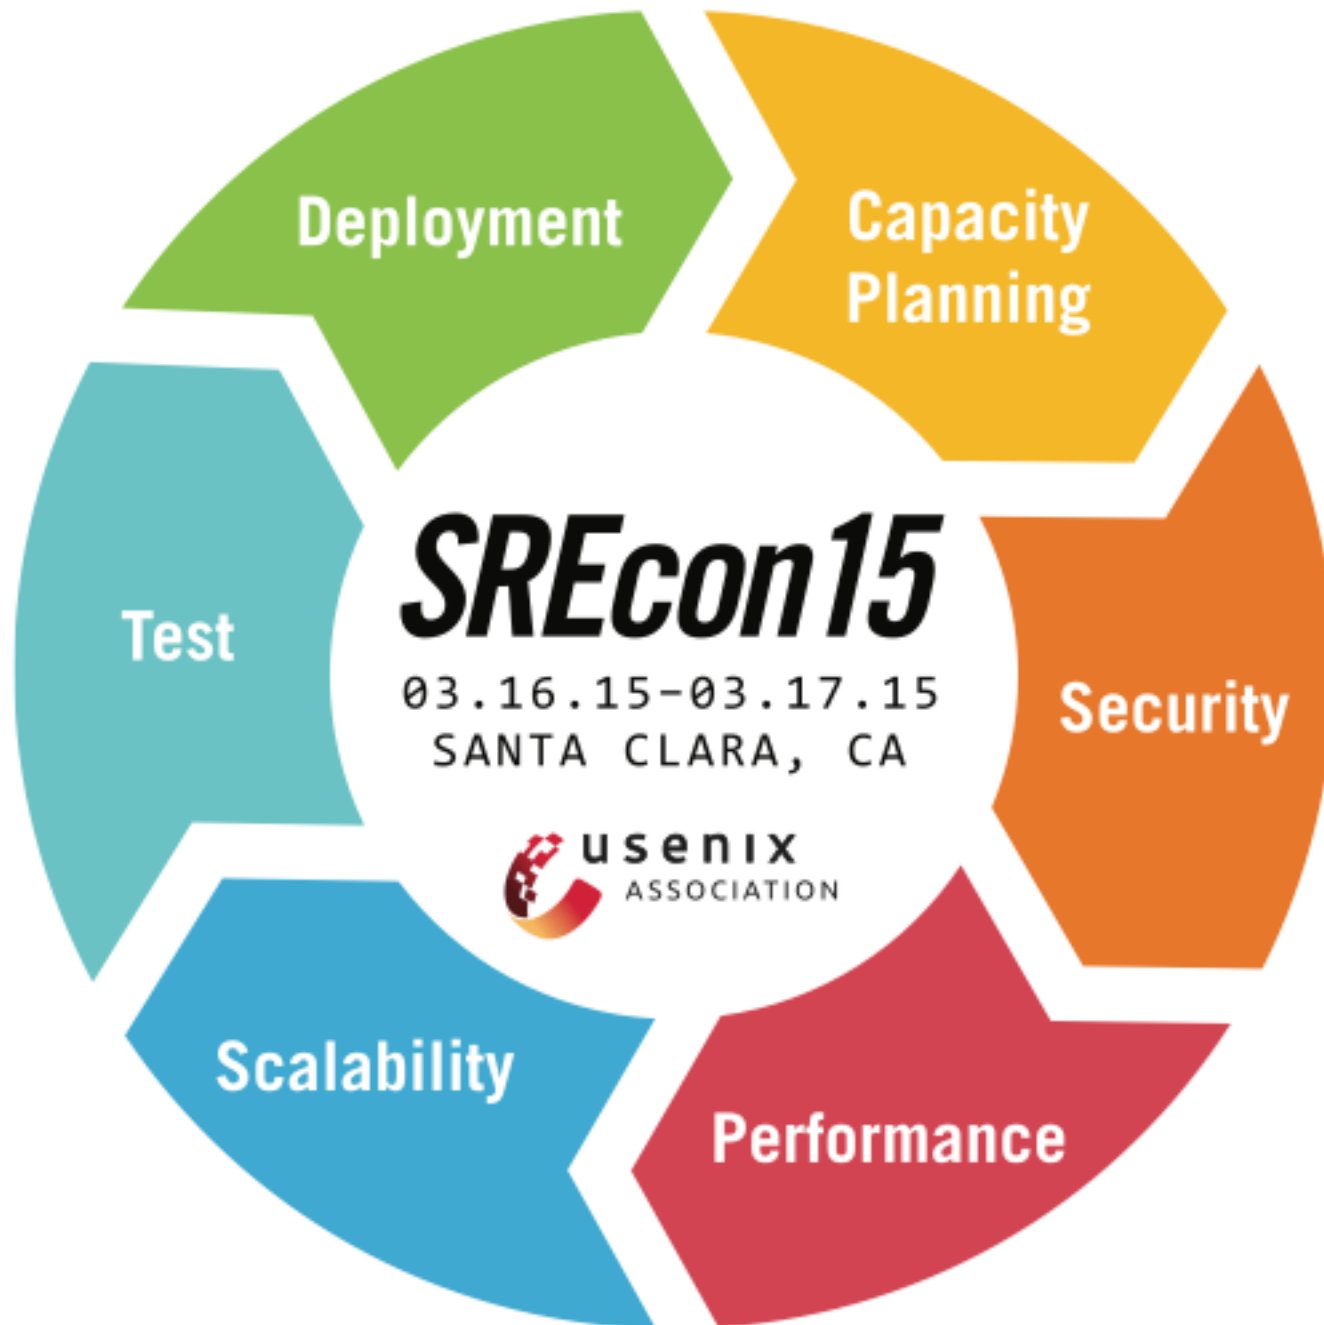 Deployment
Capacity
Planning
Security
Performance
Scalability
Test
SREcon15
03.16.15-03.17.15
SANTA CLARA, CA
usenix
ASSOCIATION